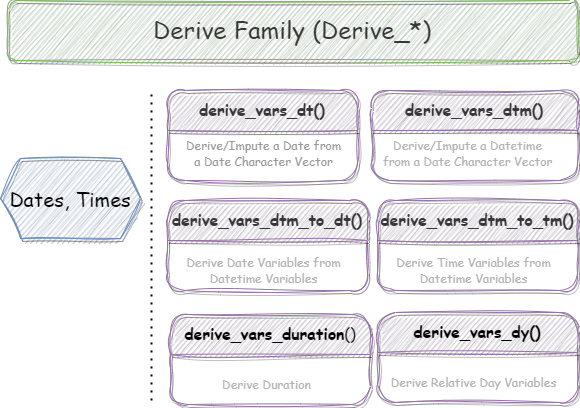 Derive Family (Derive_*)
Dates, Times
derive_vars_dt()
Derive/Impute a Date from
a Date Character Vector
derive_vars_dtm()
Derive/Impute a Datetime
from a Date Character Vector
derive_vars_dtm_to_dt()
Derive Date Variables from
Datetime Variables
derive_vars_dtm_to_tm()
Derive Time Variables from
Datetime Variables
derive_vars_duration()
Derive Duration
derive_vars_dy()
Derive Relative Day Variables